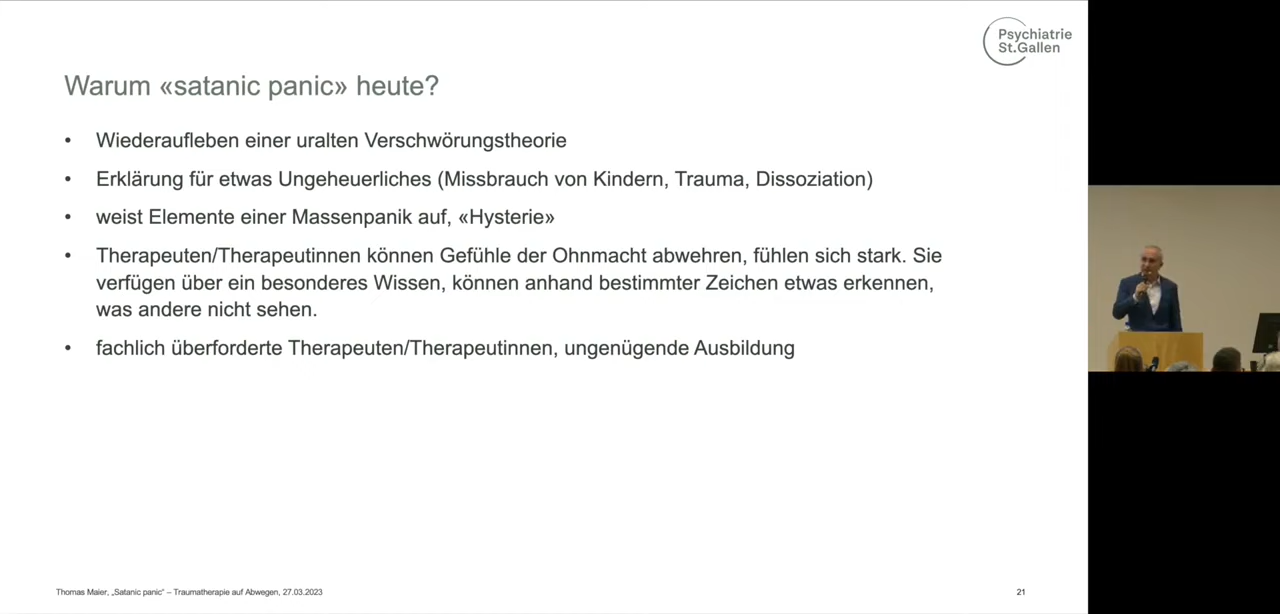 Psychiatrie
St.Gallen
Warum «satanic panic» heute?
• Wiederaufleben einer uralten Verschwörungstheorie
• Erklärung für etwas Ungeheuerliches (Missbrauch von Kindern, Trauma, Dissoziation)
• weist Elemente einer Massenpanik auf, «Hysterie»
• Therapeuten/Therapeutinnen können Gefühle der Ohnmacht abwehren, fühlen sich stark. Sie
verfügen über ein besonderes Wissen, können anhand bestimmter Zeichen etwas erkennen,
was andere nicht sehen.
• fachlich überforderte Therapeuten/Therapeutinnen, ungenügende Ausbildung
Thomas Maier, „Satanic panic“ – Traumatherapie auf Abwegen, 27.03.2023
21